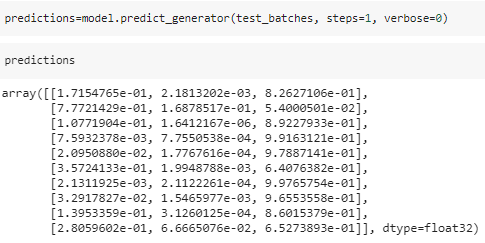 predictions=model.predict_generator(test_batches, steps=1, verbose=0)
predictions
array([[1.7154765e-01, 2.1813202e-03, 8.2627106e-01],
[7.7721429e-01, 1.6878517e-01, 5.4000501e-02],
[1.0771904e-01, 1.6412167e-06, 8.9227933e-01],
[7.5932378e-03, 7.7550538e-04, 9.9163121e-01],
[2.0950880e-02, 1.7767616e-04, 9.7887141e-01],
[3.5724133e-01, 1.9948788e-03, 6.4076382e-01],
[2.1311925e-03, 2.1122261e-04, 9.9765754e-01],
[3.2917827e-02, 1.5465977e-03, 9.6553558e-01],
[1.3953359e-01, 3.1260125e-04, 8.6015379e-01],
[2.8059602e-01, 6.6665076e-02, 6.5273893e-01]], dtype=float32)